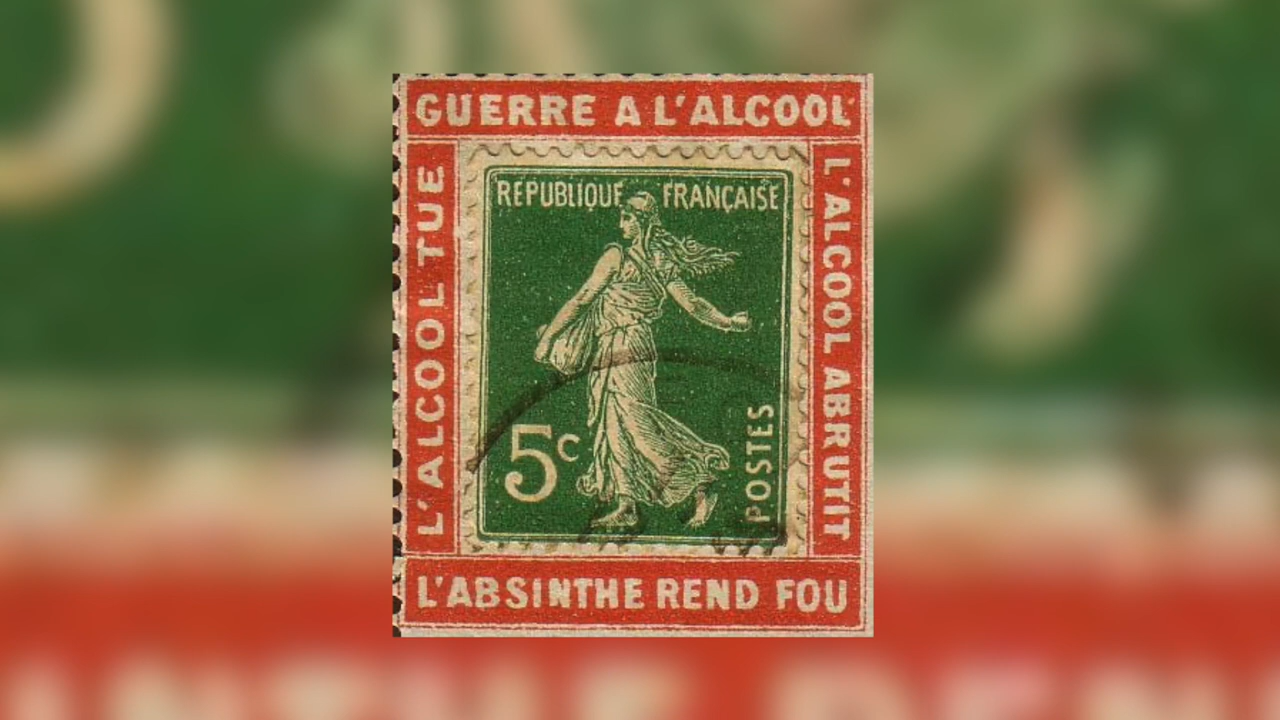 GUERRE A L'ALCOOL
L'ALCOOL TUE
REPUBLIQUE FRANÇAISE
5c
POSTES
L'ALCOOL ABRUTIT
L'ABSINTHE REND FOU